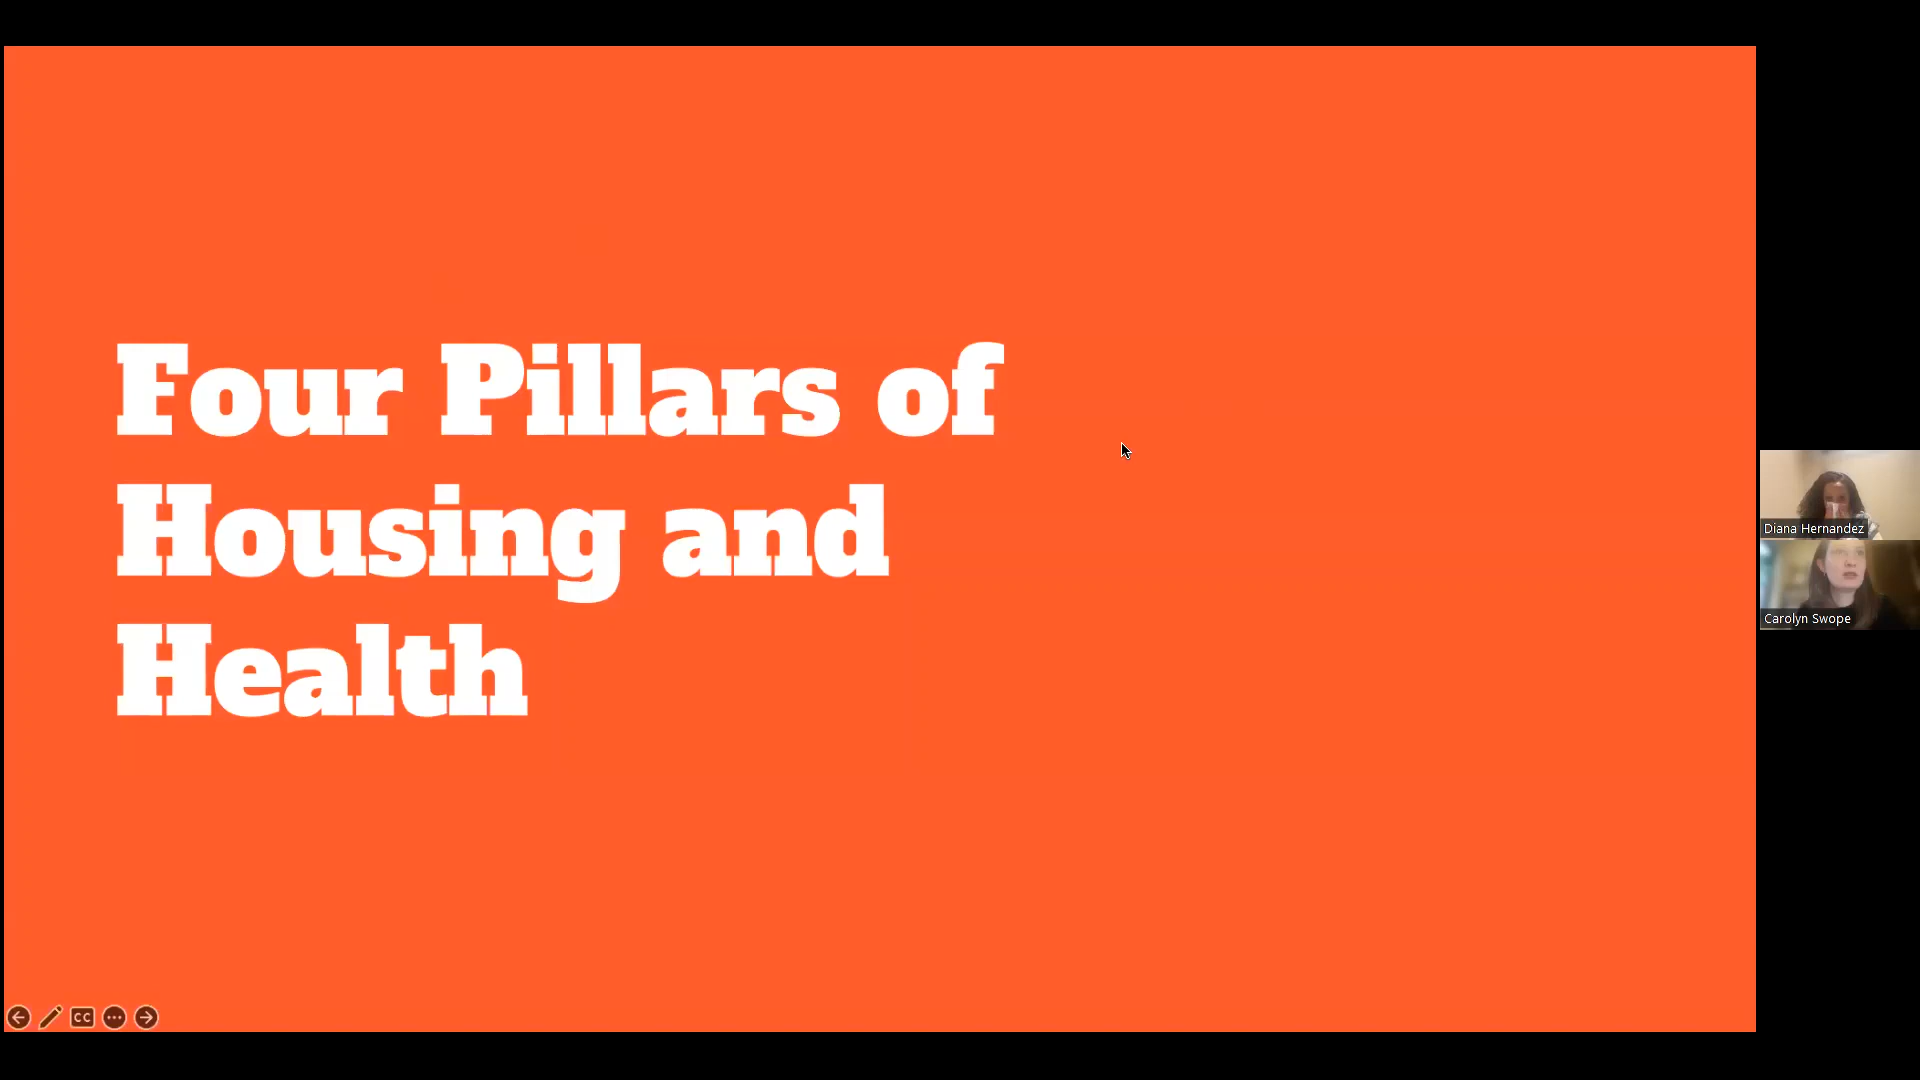 Four Pillars of
Housing and
Health
Diana Hernandez
Carolyn Swope
CC